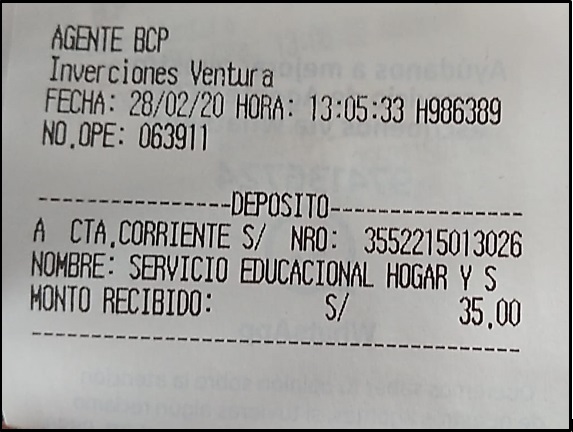 AGENTE BCP
Inverciones Ventura
FECHA: 28/02/20 HORA: 13:05:33 H986389
NO.OPE: 063911
----------------DEPOSITO----------------
A CTA.CORRIENTE S/ NRO: 3552215013026
NOMBRE: SERVICIO EDUCACIONAL HOGAR Y S
MONTO RECIBIDO: S/ 35.00
----------------------------------------